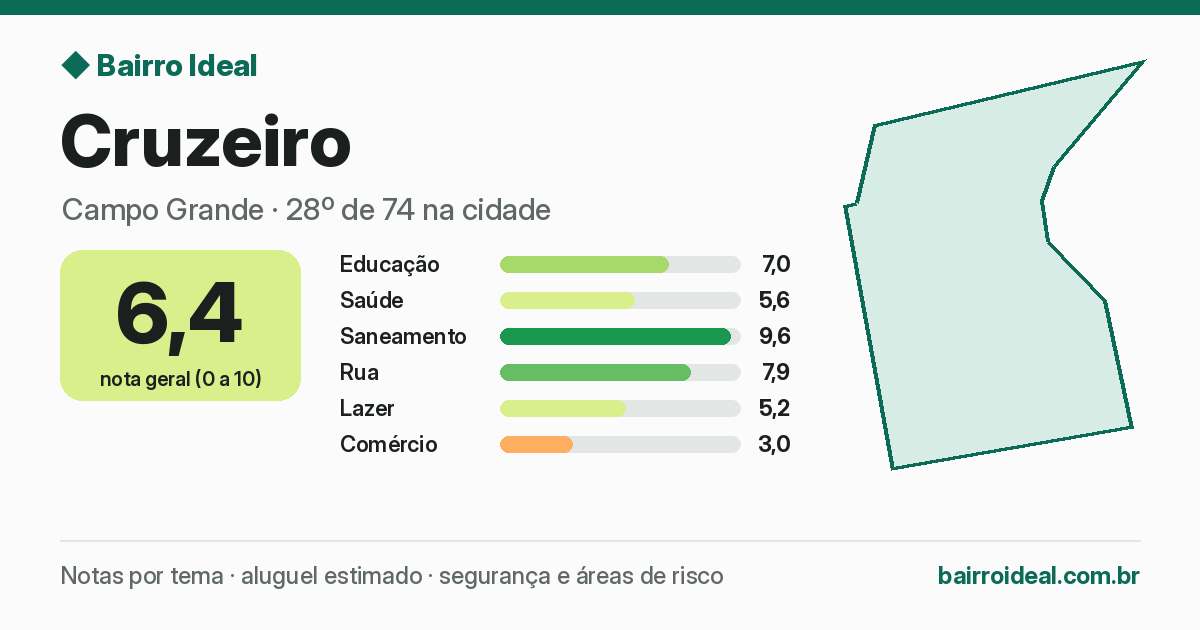 Bairro Ideal
Cruzeiro
Campo Grande · 28º de 74 na cidade
6,4
nota geral (0 a 10)
Educação 7,0
Saúde 5,6
Saneamento 9,6
Rua 7,9
Lazer 5,2
Comércio 3,0
Notas por tema · aluguel estimado · segurança e áreas de risco
bairroideal.com.br